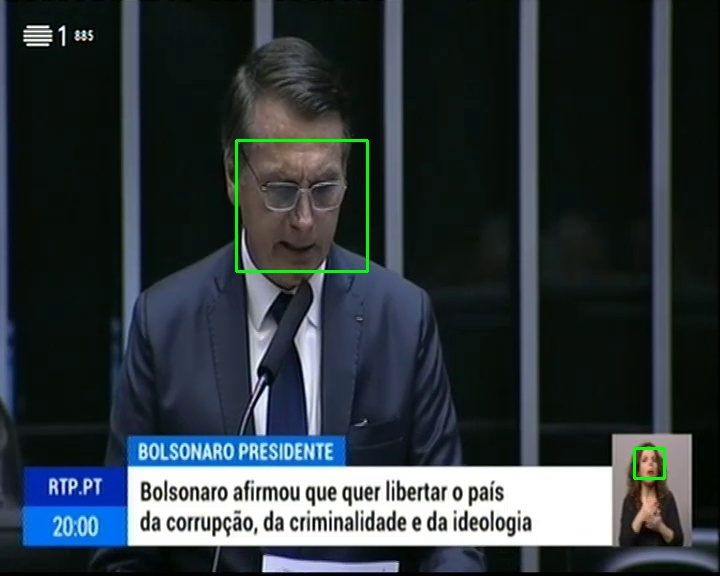 1 885
BOLSONARO PRESIDENTE
RTP.PT
Bolsonaro afirmou que quer libertar o país
20:00
da corrupção, da criminalidade e da ideologia